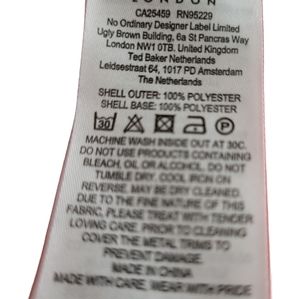 LONDON
CA25459 RN95229
No Ordinary Designer Label Limited
Ugly Brown Building, 6a St Pancras Way
London NW1 0TB. United Kingdom
Ted Baker Netherlands
Leidsestraat 64, 1017 PD Amsterdam
The Netherlands
SHELL OUTER: 100% POLYESTER
SHELL BASE: 100% POLYESTER
30 P
MACHINE WASH INSIDE OUT AT 30C.
DO NOT USE PRODUCTS CONTAINING
BLEACH, OIL OR ALCOHOL. DO NOT
TUMBLE DRY. COOL IRON ON
REVERSE. MAY BE DRY CLEANED.
DUE TO THE FINE NATURE OF THIS
FABRIC, PLEASE TREAT WITH TENDER
LOVING CARE. PRIOR TO CLEANING
COVER THE METAL TRIMS TO
PREVENT DAMAGE.
MADE IN CHINA
MADE WITH CARE. WEAR WITH PRIDE